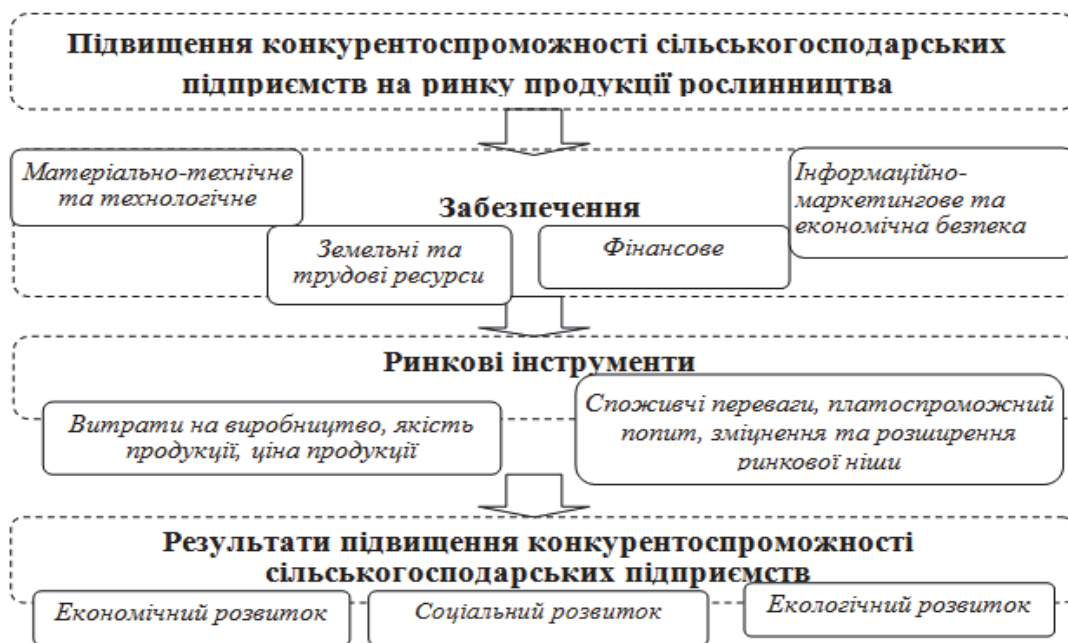 Підвищення конкурентоспроможності сільськогосподарських
підприємств на ринку продукції рослинництва
Матеріально-технічне
та технологічне
Забезпечення
Інформаційно-
маркетингове та
економічна безпека
Земельні та
трудові ресурси
Фінансове
Ринкові інструменти
Витрати на виробництво, якість
продукції, ціна продукції
Споживчі переваги, платоспроможний
попит, зміцнення та розширення
ринкової ніши
Результати підвищення конкурентоспроможності
сільськогосподарських підприємств
Економічний розвиток
Соціальний розвиток
Екологічний розвиток